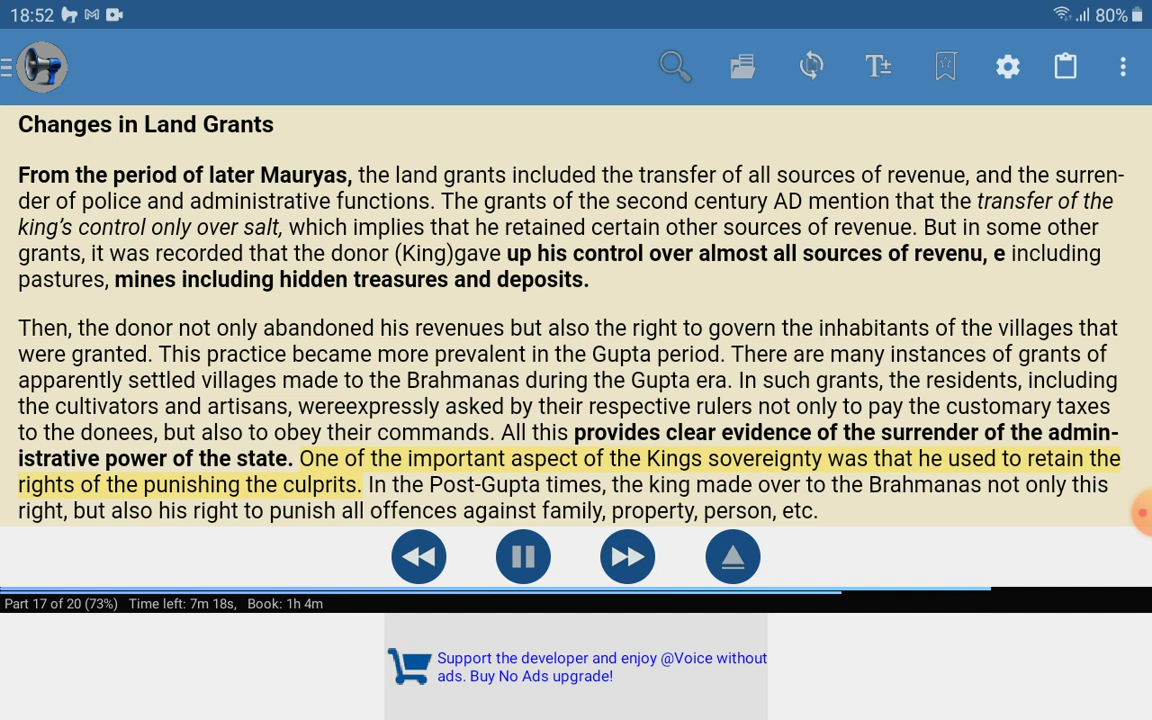 18:52
80%
T±
Changes in Land Grants
From the period of later Mauryas, the land grants included the transfer of all sources of revenue, and the surren-
der of police and administrative functions. The grants of the second century AD mention that the transfer of the
king's control only over salt, which implies that he retained certain other sources of revenue. But in some other
grants, it was recorded that the donor (King)gave up his control over almost all sources of revenu, e including
pastures, mines including hidden treasures and deposits.
Then, the donor not only abandoned his revenues but also the right to govern the inhabitants of the villages that
were granted. This practice became more prevalent in the Gupta period. There are many instances of grants of
apparently settled villages made to the Brahmanas during the Gupta era. In such grants, the residents, including
the cultivators and artisans, wereexpressly asked by their respective rulers not only to pay the customary taxes
to the donees, but also to obey their commands. All this provides clear evidence of the surrender of the admin-
istrative power of the state. One of the important aspect of the Kings sovereignty was that he used to retain the
rights of the punishing the culprits. In the Post-Gupta times, the king made over to the Brahmanas not only this
right, but also his right to punish all offences against family, property, person, etc.
Part 17 of 20 (73%) Time left: 7m 18s, Book: 1h 4m
Support the developer and enjoy @Voice without
ads. Buy No Ads upgrade!